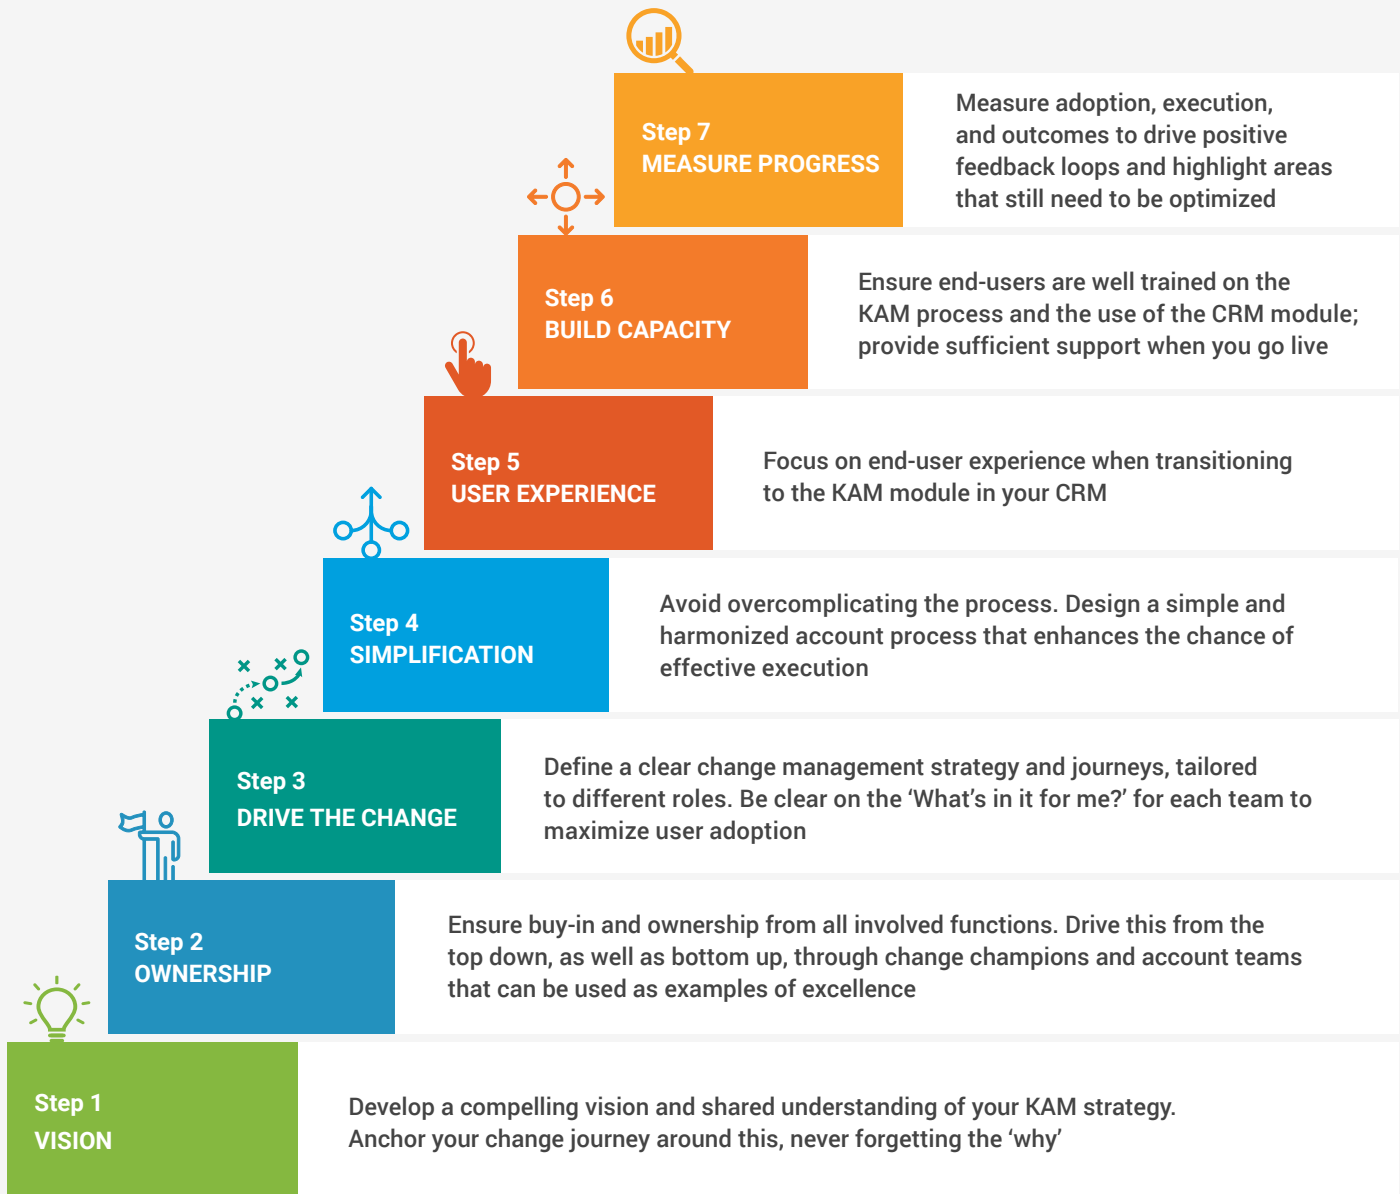 Step 7
MEASURE PROGRESS
Measure adoption, execution,
and outcomes to drive positive
feedback loops and highlight areas
that still need to be optimized
Step 6
BUILD CAPACITY
Ensure end-users are well trained on the
KAM process and the use of the CRM module;
provide sufficient support when you go live
Step 5
USER EXPERIENCE
Focus on end-user experience when transitioning
to the KAM module in your CRM
Step 4
SIMPLIFICATION
Avoid overcomplicating the process. Design a simple and
harmonized account process that enhances the chance of
effective execution
Step 3
DRIVE THE CHANGE
Define a clear change management strategy and journeys, tailored
to different roles. Be clear on the ‘What’s in it for me?’ for each team to
maximize user adoption
Step 2
OWNERSHIP
Ensure buy-in and ownership from all involved functions. Drive this from the
top down, as well as bottom up, through change champions and account teams
that can be used as examples of excellence
Step 1
VISION
Develop a compelling vision and shared understanding of your KAM strategy.
Anchor your change journey around this, never forgetting the ‘why’